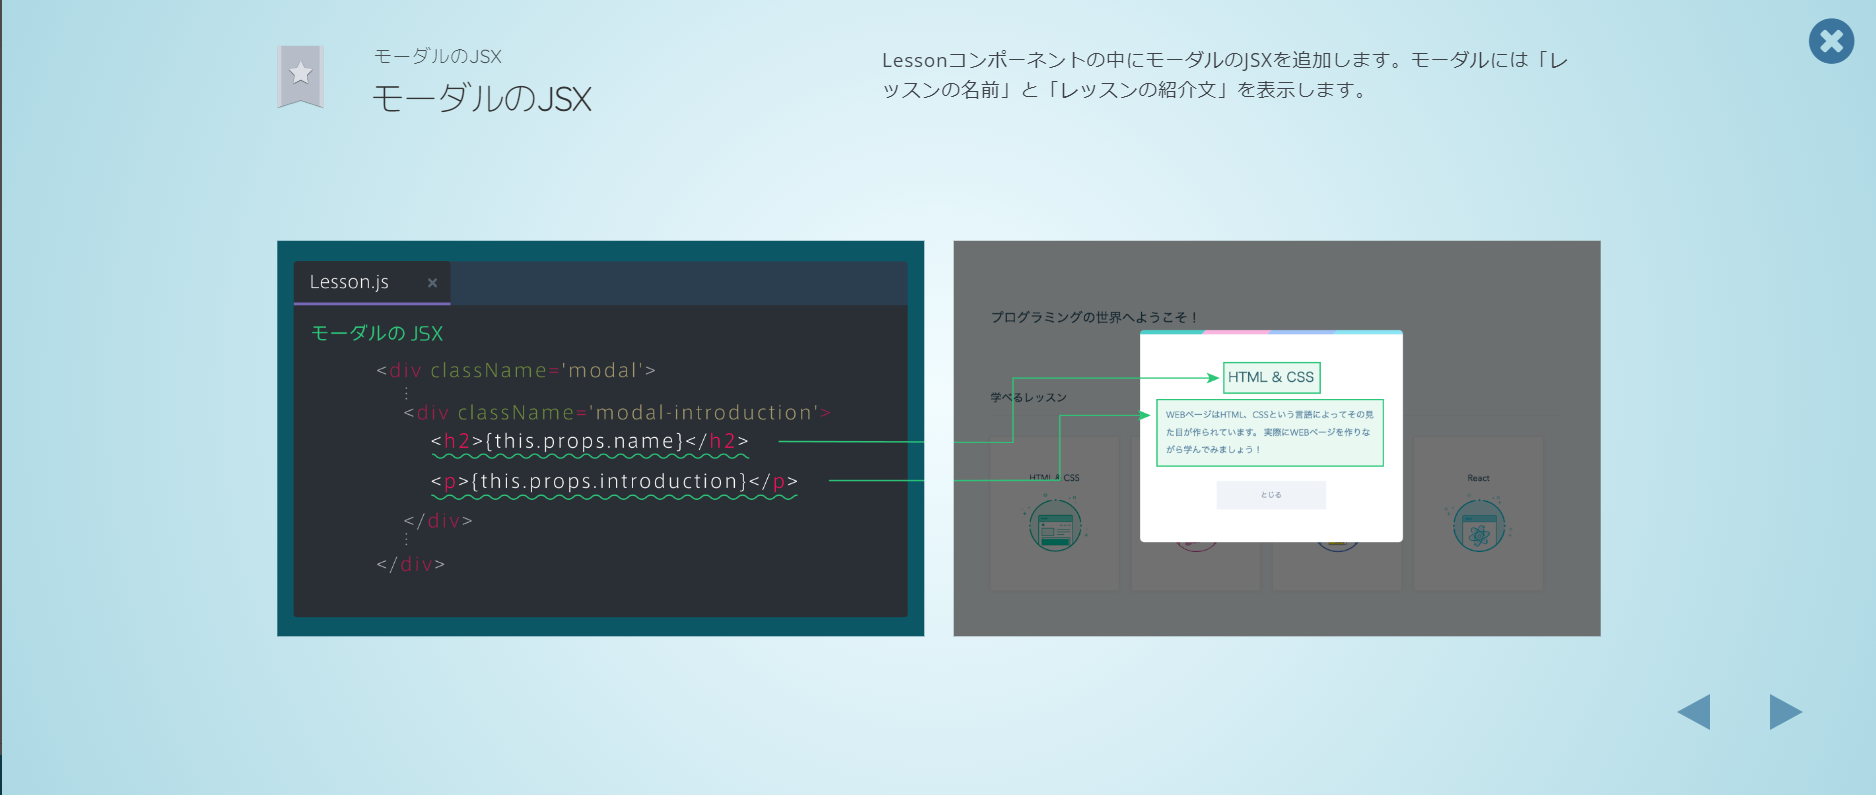 モーダルのJSX
モーダルのJSX
Lessonコンポーネントの中にモーダルのJSXを追加します。モーダルには「レ
ッスンの名前」と「レッスンの紹介文」を表示します。
Lesson.js ×
モーダルの JSX
<div className='modal'>
⋮
<div className='modal-introduction'>
<h2>{this.props.name}</h2>
<p>{this.props.introduction}</p>
</div>
⋮
</div>
プログラミングの世界へようこそ！
学べるレッスン
HTML & CSS
WEBページはHTML、CSSという言語によってその見
た目が作られています。 実際にWEBページを作りな
がら学んでみましょう！
とじる
HTML & CSS
React